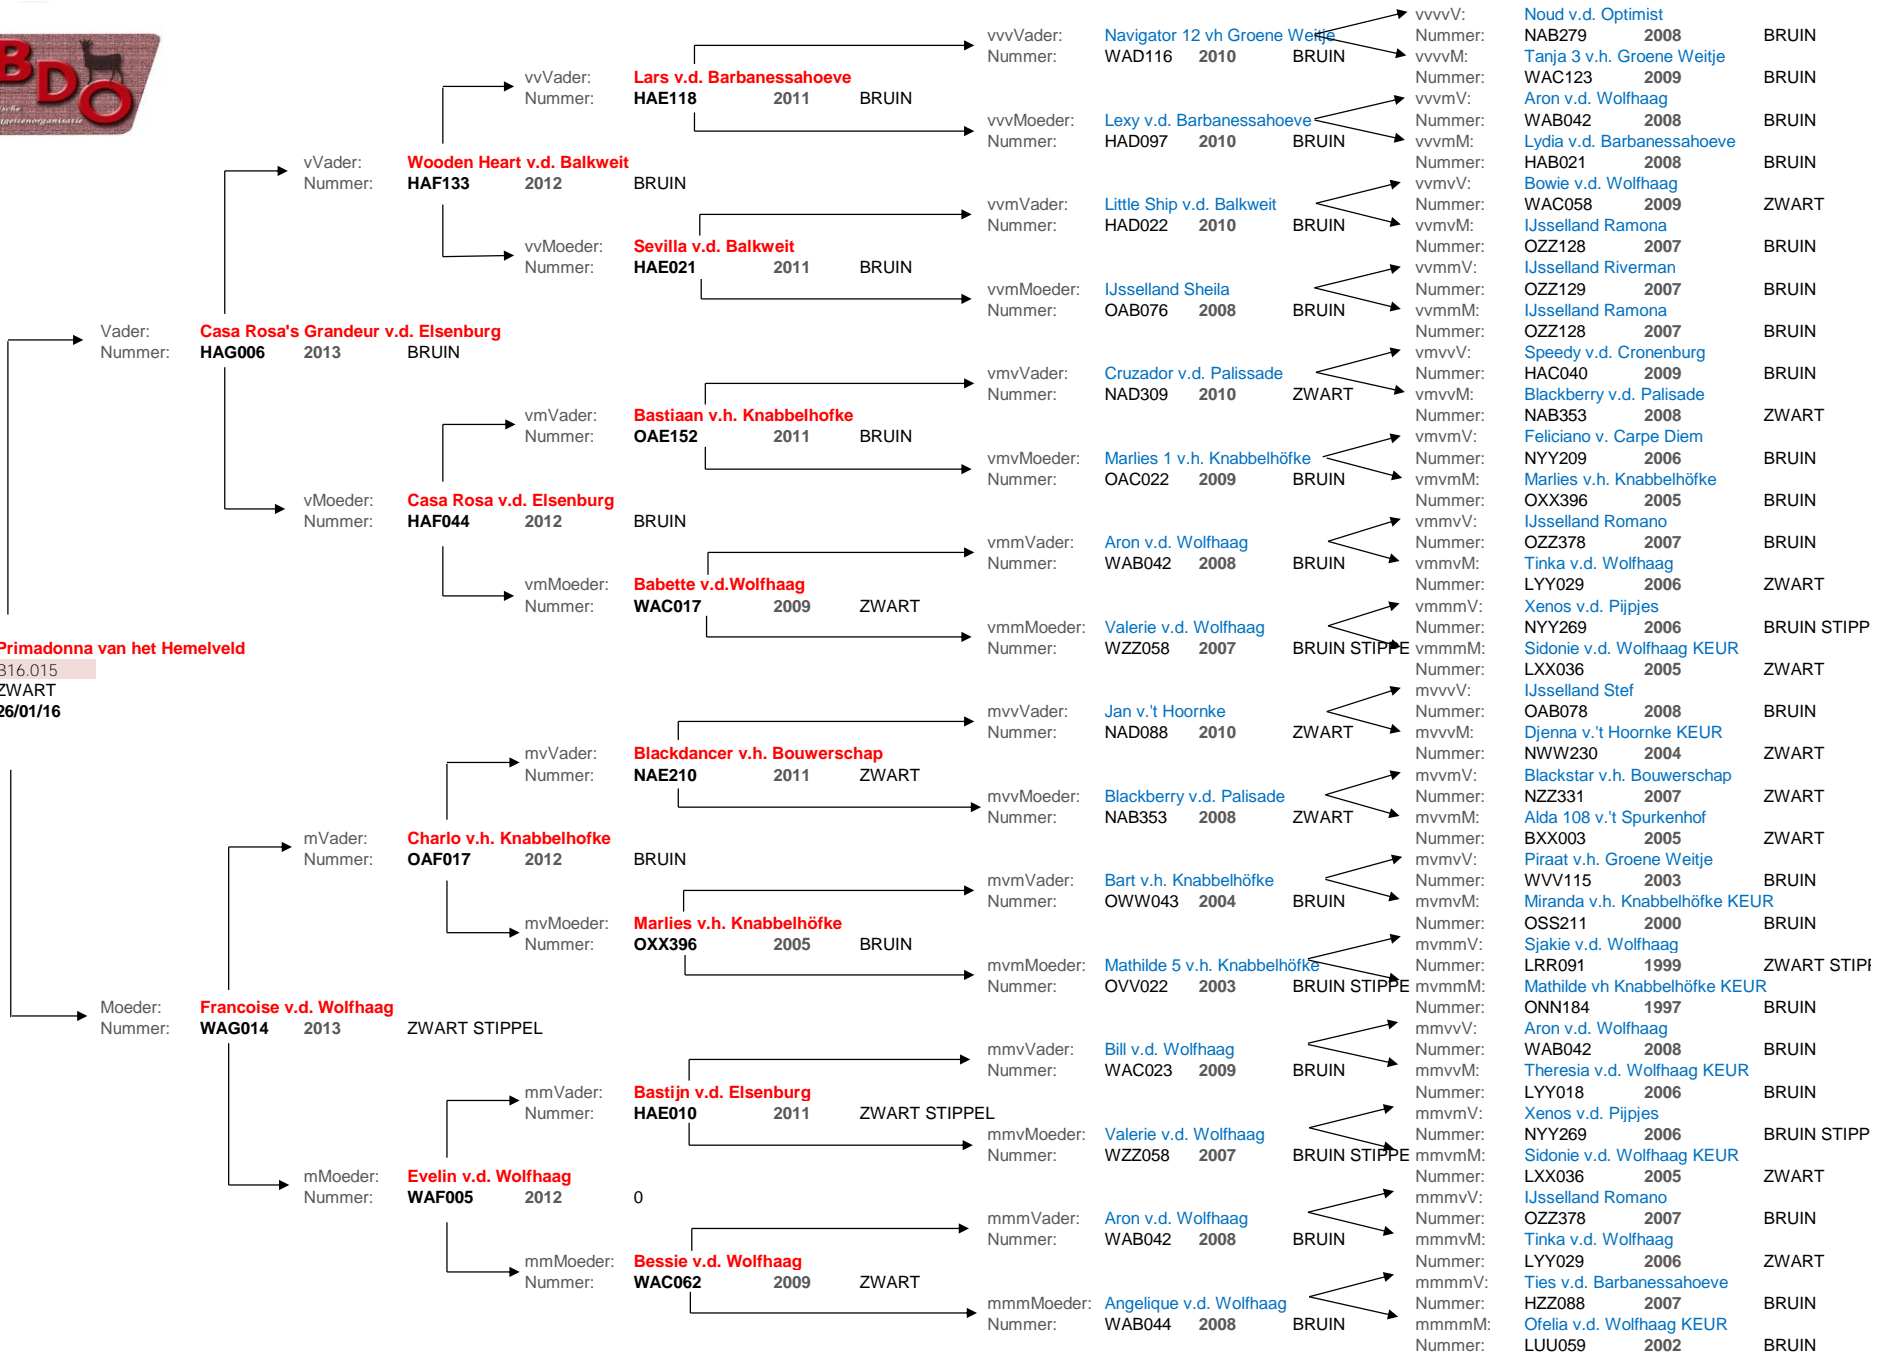 BDO
Vader: Casa Rosa's Grandeur v.d. Elsenburg
Nummer: HAG006 2013 BRUIN
vVader: Wooden Heart v.d. Balkweit
Nummer: HAF133 2012 BRUIN
vMoeder: Casa Rosa v.d. Elsenburg
Nummer: HAF044 2012 BRUIN
vvVader: Lars v.d. Barbanessahoeve
Nummer: HAE118 2011 BRUIN
vvMoeder: Sevilla v.d. Balkweit
Nummer: HAE021 2011 BRUIN
vmVader: Bastiaan v.h. Knabbelhofke
Nummer: OAE152 2011 BRUIN
vmMoeder: Babette v.d.Wolfhaag
Nummer: WAC017 2009 ZWART
Primadonna van het Hemelveld
B16.015
ZWART
26/01/16
Moeder: Francoise v.d. Wolfhaag
Nummer: WAG014 2013 ZWART STIPPEL
mVader: Charlo v.h. Knabbelhofke
Nummer: OAF017 2012 BRUIN
mMoeder: Evelin v.d. Wolfhaag
Nummer: WAF005 2012 0
mvVader: Blackdancer v.h. Bouwerschap
Nummer: NAE210 2011 ZWART
mvMoeder: Marlies v.h. Knabbelhöfke
Nummer: OXX396 2005 BRUIN
mmVader: Bastijn v.d. Elsenburg
Nummer: HAE010 2011 ZWART STIPPEL
mmMoeder: Bessie v.d. Wolfhaag
Nummer: WAC062 2009 ZWART
vvvVader: Navigator 12 vh Groene Weitje
Nummer: WAD116 2010 BRUIN
vvvMoeder: Lexy v.d. Barbanessahoeve
Nummer: HAD097 2010 BRUIN
vvmVader: Little Ship v.d. Balkweit
Nummer: HAD022 2010 BRUIN
vvmMoeder: IJsselland Sheila
Nummer: OAB076 2008 BRUIN
vmvVader: Cruzador v.d. Palissade
Nummer: NAD309 2010 ZWART
vmvMoeder: Marlies 1 v.h. Knabbelhöfke
Nummer: OAC022 2009 BRUIN
vmmVader: Aron v.d. Wolfhaag
Nummer: WAB042 2008 BRUIN
vmmMoeder: Valerie v.d. Wolfhaag
Nummer: WZZ058 2007 BRUIN STIPPE
mvvVader: Jan v.'t Hoornke
Nummer: NAD088 2010 ZWART
mvvMoeder: Blackberry v.d. Palisade
Nummer: NAB353 2008 ZWART
mvmVader: Bart v.h. Knabbelhöfke
Nummer: OWW043 2004 BRUIN
mvmMoeder: Mathilde 5 v.h. Knabbelhöfke
Nummer: OVV022 2003 BRUIN STIPPE
mmvVader: Bill v.d. Wolfhaag
Nummer: WAC023 2009 BRUIN
mmvMoeder: Valerie v.d. Wolfhaag
Nummer: WZZ058 2007 BRUIN STIPPE
mmmVader: Aron v.d. Wolfhaag
Nummer: WAB042 2008 BRUIN
mmmMoeder: Angelique v.d. Wolfhaag
Nummer: WAB044 2008 BRUIN
vvvvV: Noud v.d. Optimist
Nummer: NAB279 2008 BRUIN
vvvvM: Tanja 3 v.h. Groene Weitje
Nummer: WAC123 2009 BRUIN
vvvmV: Aron v.d. Wolfhaag
Nummer: WAB042 2008 BRUIN
vvvmM: Lydia v.d. Barbanessahoeve
Nummer: HAB021 2008 BRUIN
vvmvV: Bowie v.d. Wolfhaag
Nummer: WAC058 2009 ZWART
vvmvM: IJsselland Ramona
Nummer: OZZ128 2007 BRUIN
vvmmV: IJsselland Riverman
Nummer: OZZ129 2007 BRUIN
vvmmM: IJsselland Ramona
Nummer: OZZ128 2007 BRUIN
vmvvV: Speedy v.d. Cronenburg
Nummer: HAC040 2009 BRUIN
vmvvM: Blackberry v.d. Palisade
Nummer: NAB353 2008 ZWART
vmvmV: Feliciano v. Carpe Diem
Nummer: NYY209 2006 BRUIN
vmvmM: Marlies v.h. Knabbelhöfke
Nummer: OXX396 2005 BRUIN
vmmvV: IJsselland Romano
Nummer: OZZ378 2007 BRUIN
vmmvM: Tinka v.d. Wolfhaag
Nummer: LYY029 2006 ZWART
vmmmV: Xenos v.d. Pijpjes
Nummer: NYY269 2006 BRUIN STIPP
vmmmM: Sidonie v.d. Wolfhaag KEUR
Nummer: LXX036 2005 ZWART
mvvvV: IJsselland Stef
Nummer: OAB078 2008 BRUIN
mvvvM: Djenna v.'t Hoornke KEUR
Nummer: NWW230 2004 ZWART
mvvmV: Blackstar v.h. Bouwerschap
Nummer: NZZ331 2007 ZWART
mvvmM: Alda 108 v.'t Spurkenhof
Nummer: BXX003 2005 ZWART
mvmvV: Piraat v.h. Groene Weitje
Nummer: WVV115 2003 BRUIN
mvmvM: Miranda v.h. Knabbelhöfke KEUR
Nummer: OSS211 2000 BRUIN
mvmmV: Sjakie v.d. Wolfhaag
Nummer: LRR091 1999 ZWART STIP
mvmmM: Mathilde vh Knabbelhöfke KEUR
Nummer: ONN184 1997 BRUIN
mmvvV: Aron v.d. Wolfhaag
Nummer: WAB042 2008 BRUIN
mmvvM: Theresia v.d. Wolfhaag KEUR
Nummer: LYY018 2006 BRUIN
mmvmV: Xenos v.d. Pijpjes
Nummer: NYY269 2006 BRUIN STIPP
mmvmM: Sidonie v.d. Wolfhaag KEUR
Nummer: LXX036 2005 ZWART
mmmvV: IJsselland Romano
Nummer: OZZ378 2007 BRUIN
mmmvM: Tinka v.d. Wolfhaag
Nummer: LYY029 2006 ZWART
mmmmV: Ties v.d. Barbanessahoeve
Nummer: HZZ088 2007 BRUIN
mmmmM: Ofelia v.d. Wolfhaag KEUR
Nummer: LUU059 2002 BRUIN